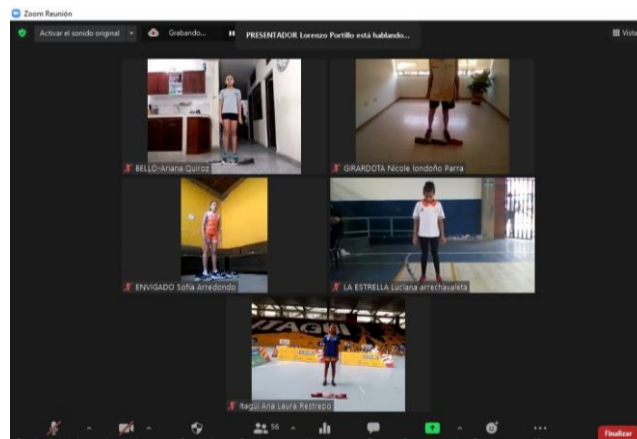 Zoom Reunión
Activar el sonido original
Grabando...
PRESENTADOR Lorenzo Portillo está hablando...
Vista
BELLO-Ariana Quiroz
GIRARDOTA Nicole londoño Parra
ENVIGADO Sofia Arredondo
LA ESTRELLA Luciana arrechavaleta
ITAGÜÍ
Itagüí Ana Laura Restrepo
56
Finalizar